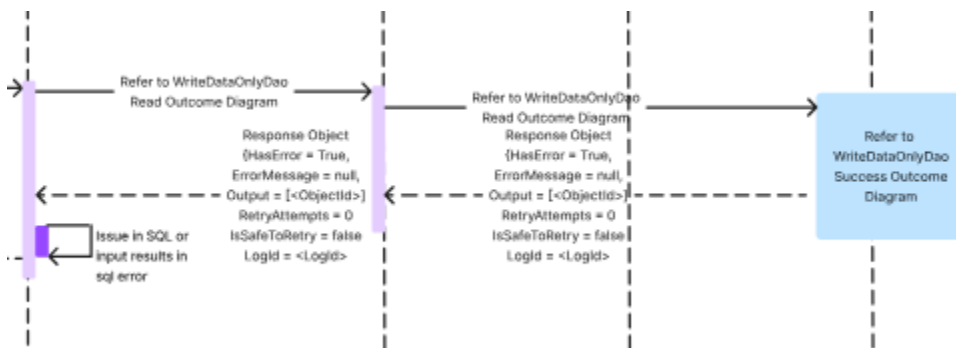 Refer to WriteDataOnlyDao
Read Outcome Diagram
Refer to WriteDataOnlyDao
Read Outcome Diagram
Response Object
{HasError = True,
ErrorMessage = null,
Output = [<ObjectId>]
RetryAttempts = 0
IsSafeToRetry = false
LogId = <LogId>
Response Object
{HasError = True,
ErrorMessage = null,
Output = [<ObjectId>]
RetryAttempts = 0
IsSafeToRetry = false
LogId = <LogId>
Refer to
WriteDataOnlyDao
Success Outcome
Diagram
Issue in SQL or
input results in
sql error